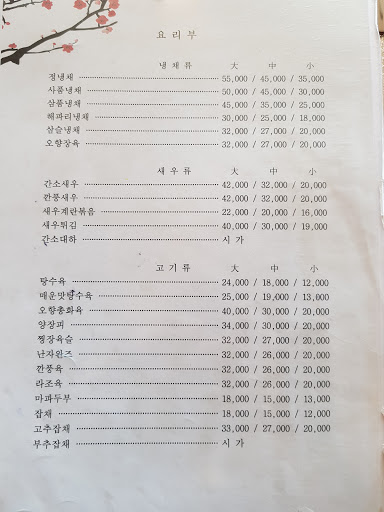 요 리 부
냉 채 류 大 中 小
정냉채 55,000 / 45,000 / 35,000
사품냉채 50,000 / 45,000 / 30,000
삼품냉채 45,000 / 35,000 / 25,000
해파리냉채 30,000 / 25,000 / 18,000
살슬냉채 32,000 / 27,000 / 20,000
오향장육 32,000 / 27,000 / 20,000
새 우 류 大 中 小
간소새우 42,000 / 32,000 / 20,000
깐풍새우 42,000 / 32,000 / 20,000
새우계란볶음 22,000 / 20,000 / 16,000
새우튀김 40,000 / 30,000 / 19,000
간소대하 시 가
고 기 류 大 中 小
탕수육 24,000 / 18,000 / 12,000
매운맛탕수육 25,000 / 19,000 / 13,000
오향총화육 40,000 / 30,000 / 20,000
양장피 34,000 / 30,000 / 20,000
찡장육슬 32,000 / 27,000 / 20,000
난자완즈 32,000 / 26,000 / 20,000
깐풍육 32,000 / 26,000 / 20,000
라조육 32,000 / 26,000 / 20,000
마파두부 18,000 / 15,000 / 13,000
잡채 18,000 / 15,000 / 12,000
고추잡채 33,000 / 27,000 / 20,000
부추잡채 시 가